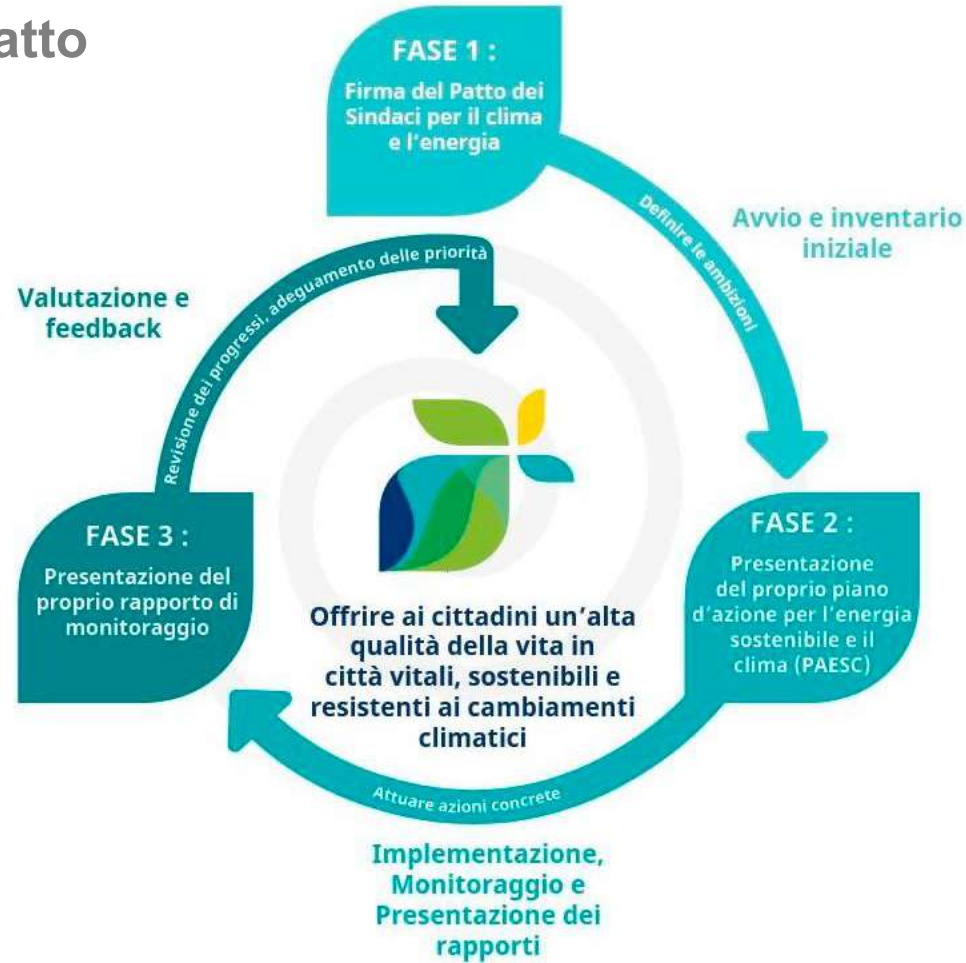 atto
FASE 1 :
Firma del Patto dei
Sindaci per il clima
e l'energia
Definire le ambizioni
Avvio e inventario
iniziale
FASE 2 :
Presentazione
del proprio piano
d'azione per l'energia
sostenibile e il
clima (PAESC)
Attuare azioni concrete
Implementazione,
Monitoraggio e
Presentazione dei
rapporti
FASE 3 :
Presentazione del
proprio rapporto di
monitoraggio
Revisione dei progressi, adeguamento delle priorità
Valutazione e
feedback
Offrire ai cittadini un'alta
qualità della vita in
città vitali, sostenibili e
resistenti ai cambiamenti
climatici